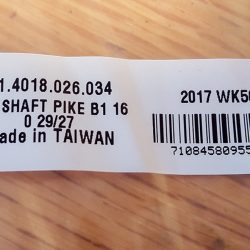 1.4018.026.034
SHAFT PIKE B1 16
0 29/27
ade in TAIWAN
2017 WK50
71084580955